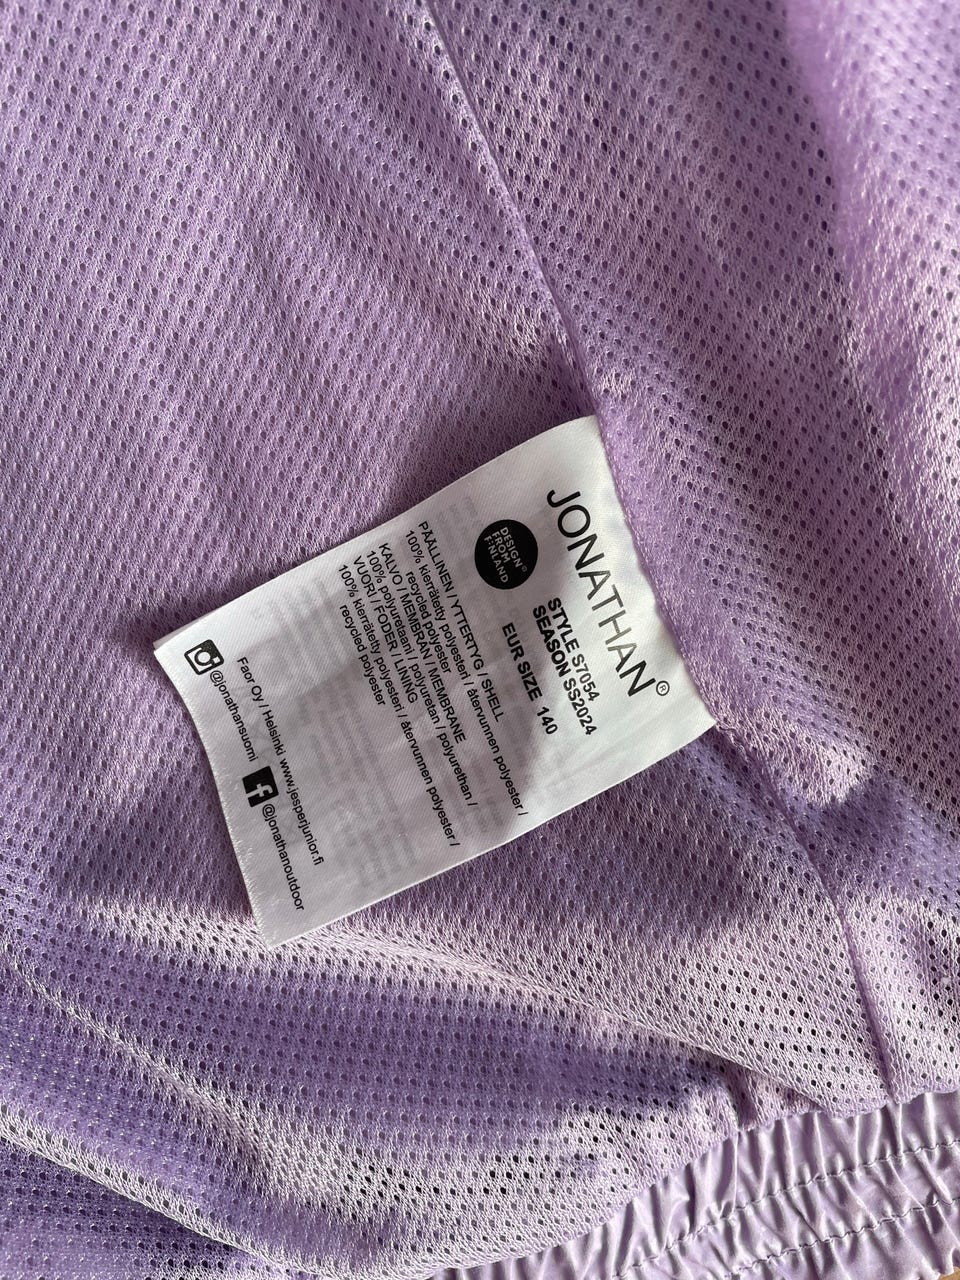 JONATHAN®
STYLE S7054
SEASON SS2024
EUR SIZE 140
DESIGN®
FROM
FINLAND
PÄÄLLINEN / YTTERTYG / SHELL
100% kierrätetty polyesteri / återvunnen polyester /
recycled polyester
KALVO / MEMBRAN / MEMBRANE
100% polyuretaani / polyuretan / polyurethan /
VUORI / FODER / LINING
100% kierrätetty polyesteri / återvunnen polyester /
recycled polyester
Faor Oy / Helsinki www.jesperjunior.fi
@jonathansuomi f @jonathanoutdoor